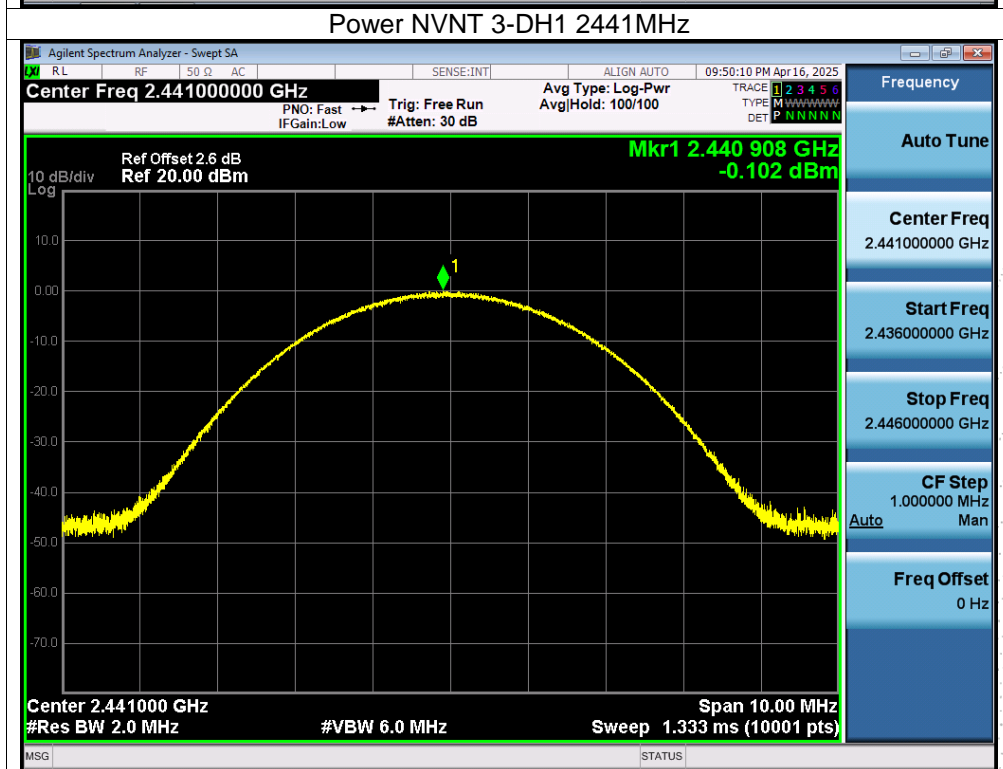 Power NVNT 3-DH1 2441MHz
Agilent Spectrum Analyzer - Swept SA
LXI RL RF 50 Ω AC SENSE:INT ALIGN AUTO 09:50:10 PM Apr 16, 2025
Center Freq 2.441000000 GHz
PNO: Fast
IFGain:Low
Trig: Free Run
#Atten: 30 dB
Avg Type: Log-Pwr
Avg|Hold: 100/100
TRACE 1 2 3 4 5 6
TYPE M WWWWW
DET P N N N N N
Mkr1 2.440 908 GHz
-0.102 dBm
Ref Offset 2.6 dB
10 dB/div Ref 20.00 dBm
Log
1
10.0
0.00
-10.0
-20.0
-30.0
-40.0
-50.0
-60.0
-70.0
Center 2.441000 GHz Span 10.00 MHz
#Res BW 2.0 MHz #VBW 6.0 MHz Sweep 1.333 ms (10001 pts)
MSG STATUS
Frequency
Auto Tune
Center Freq
2.441000000 GHz
Start Freq
2.436000000 GHz
Stop Freq
2.446000000 GHz
CF Step
1.000000 MHz
Auto Man
Freq Offset
0 Hz